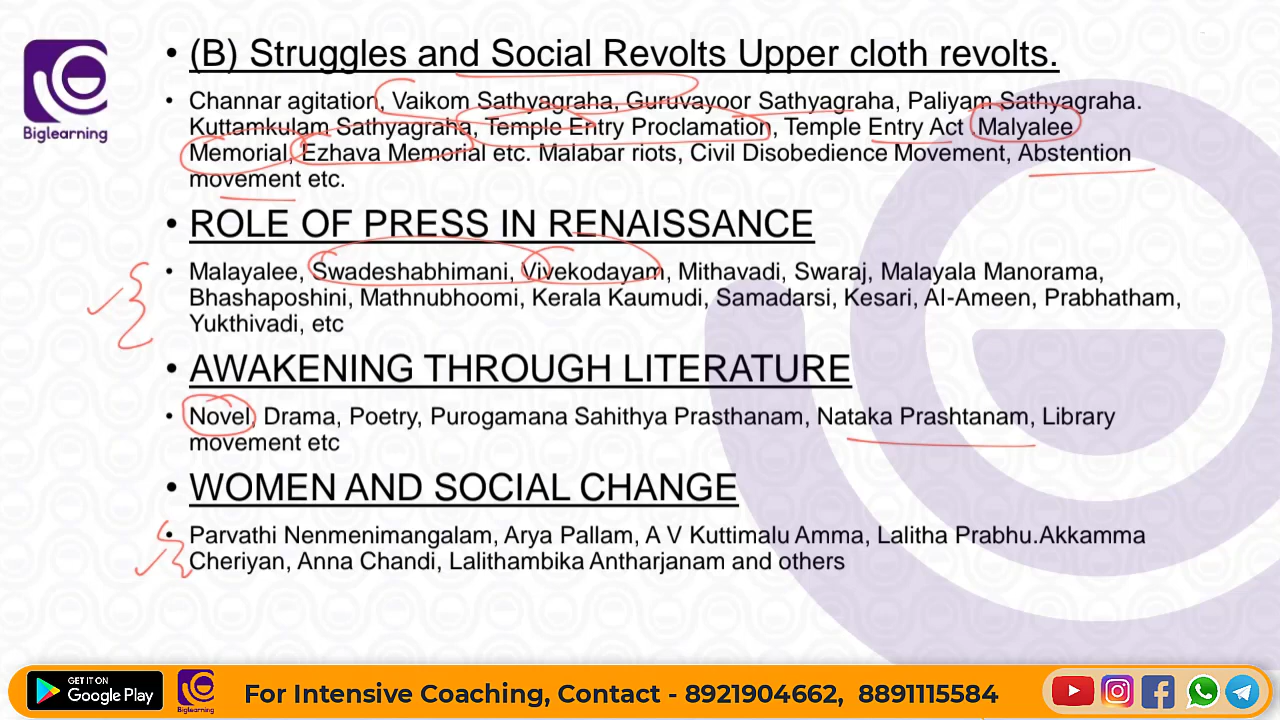 Biglearning
• (B) Struggles and Social Revolts Upper cloth revolts.
• Channar agitation, Vaikom Sathyagraha, Guruvayoor Sathyagraha, Paliyam Sathyagraha.
Kuttamkulam Sathyagraha, Temple Entry Proclamation, Temple Entry Act Malyalee
Memorial, Ezhava Memorial etc. Malabar riots, Civil Disobedience Movement, Abstention
movement etc.
• ROLE OF PRESS IN RENAISSANCE
• Malayalee, Swadeshabhimani, Vivekodayam, Mithavadi, Swaraj, Malayala Manorama,
Bhashaposhini, Mathnubhoomi, Kerala Kaumudi, Samadarsi, Kesari, Al-Ameen, Prabhatham,
Yukthivadi, etc
• AWAKENING THROUGH LITERATURE
• Novel, Drama, Poetry, Purogamana Sahithya Prasthanam, Nataka Prashtanam, Library
movement etc
• WOMEN AND SOCIAL CHANGE
• Parvathi Nenmenimangalam, Arya Pallam, A V Kuttimalu Amma, Lalitha Prabhu.Akkamma
Cheriyan, Anna Chandi, Lalithambika Antharjanam and others
GET IT ON
Google Play
Biglearning
For Intensive Coaching, Contact - 8921904662, 8891115584